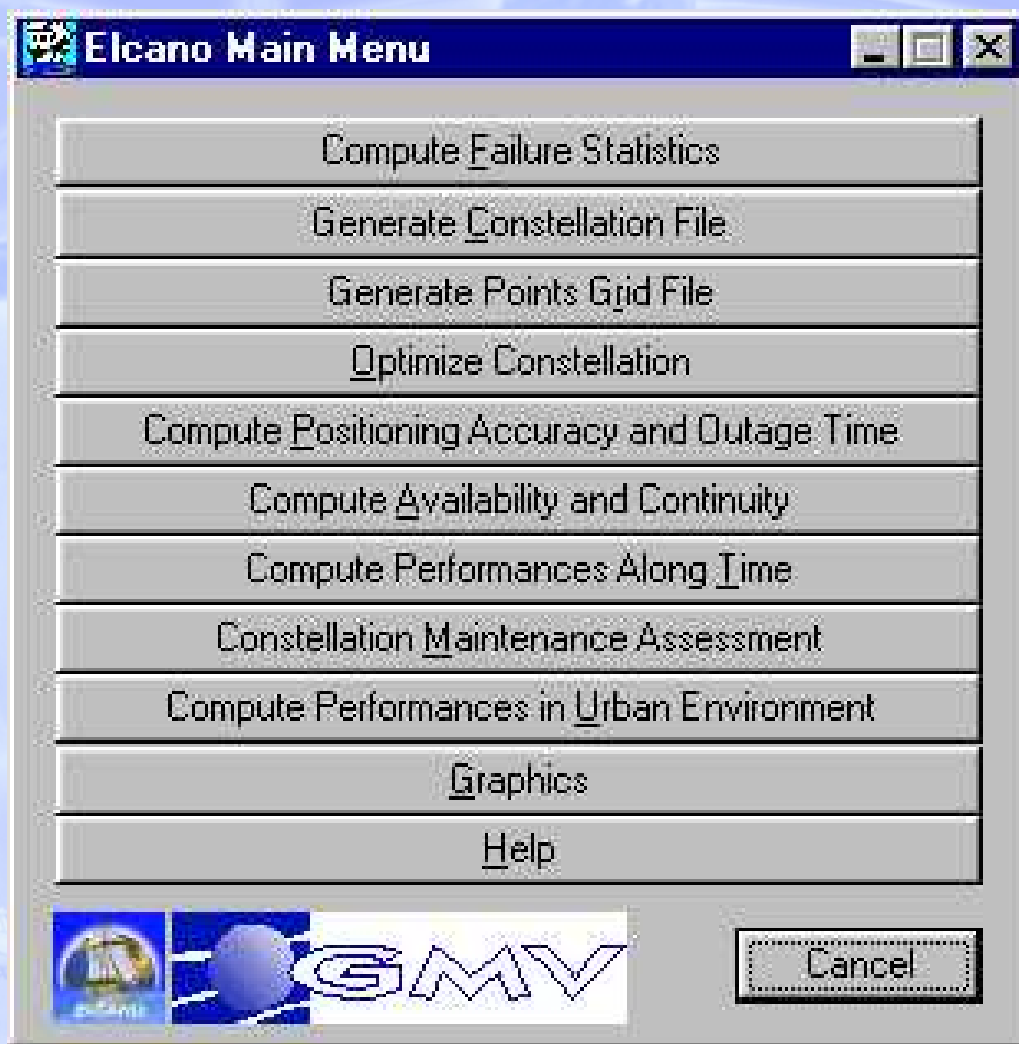 Elcano Main Menu
Compute Failure Statistics
Generate Constellation File
Generate Points Grid File
Optimize Constellation
Compute Positioning Accuracy and Outage Time
Compute Availability and Continuity
Compute Performances Along Time
Constellation Maintenance Assessment
Compute Performances in Urban Environment
Graphics
Help
GMV
Cancel